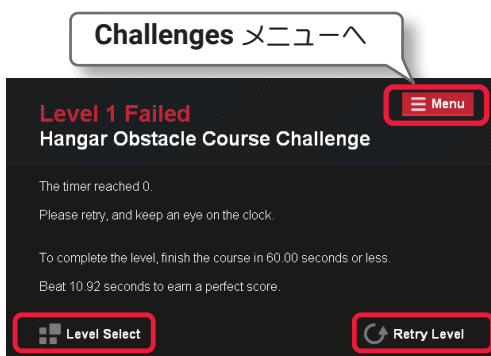 Challenges メニューへ
Menu
Level 1 Failed
Hangar Obstacle Course Challenge
The timer reached 0.
Please retry, and keep an eye on the clock.
To complete the level, finish the course in 60.00 seconds or less.
Beat 10.92 seconds to earn a perfect score.
Level Select
Retry Level